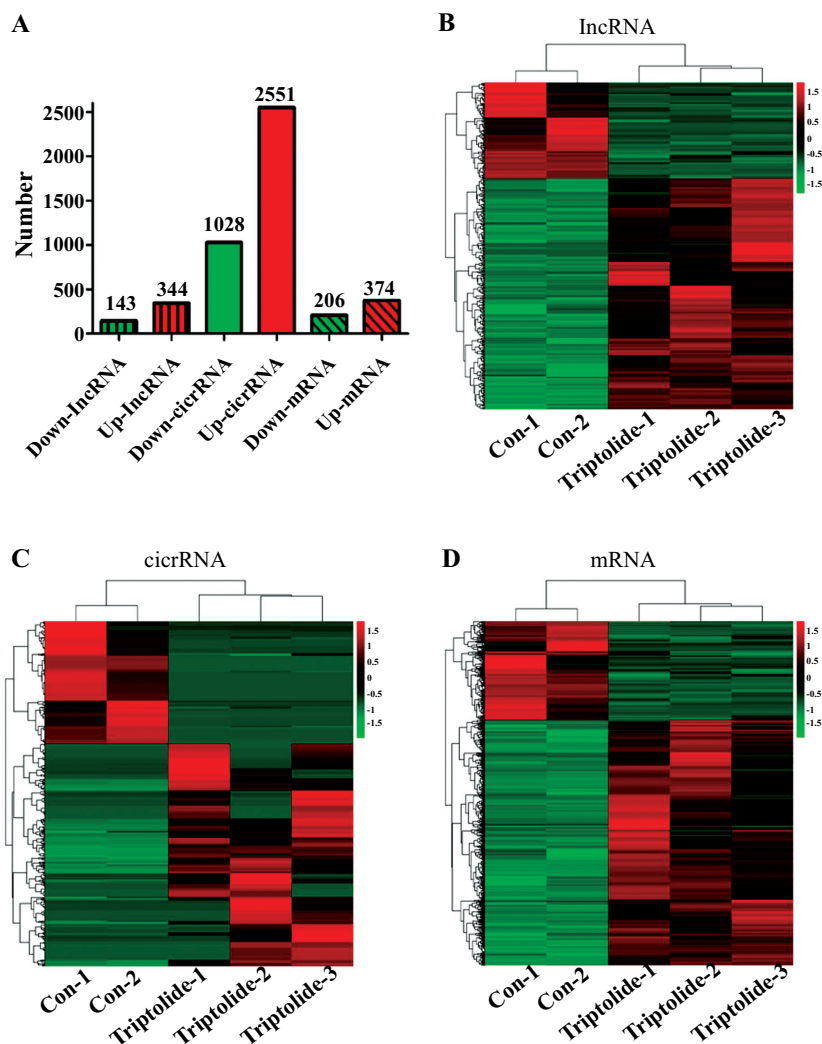 A
Number
2500
2000
1500
1000
500
0
143
344
1028
2551
206
374
Down-lncRNA
Up-lncRNA
Down-cicrRNA
Up-cicrRNA
Down-mRNA
Up-mRNA
B
lncRNA
1.5
1
0.5
0
-0.5
-1
-1.5
Con-1
Con-2
Triptolide-1
Triptolide-2
Triptolide-3
C
cicrRNA
1.5
1
0.5
0
-0.5
-1
-1.5
Con-1
Con-2
Triptolide-1
Triptolide-2
Triptolide-3
D
mRNA
1.5
1
0.5
0
-0.5
-1
-1.5
Con-1
Con-2
Triptolide-1
Triptolide-2
Triptolide-3